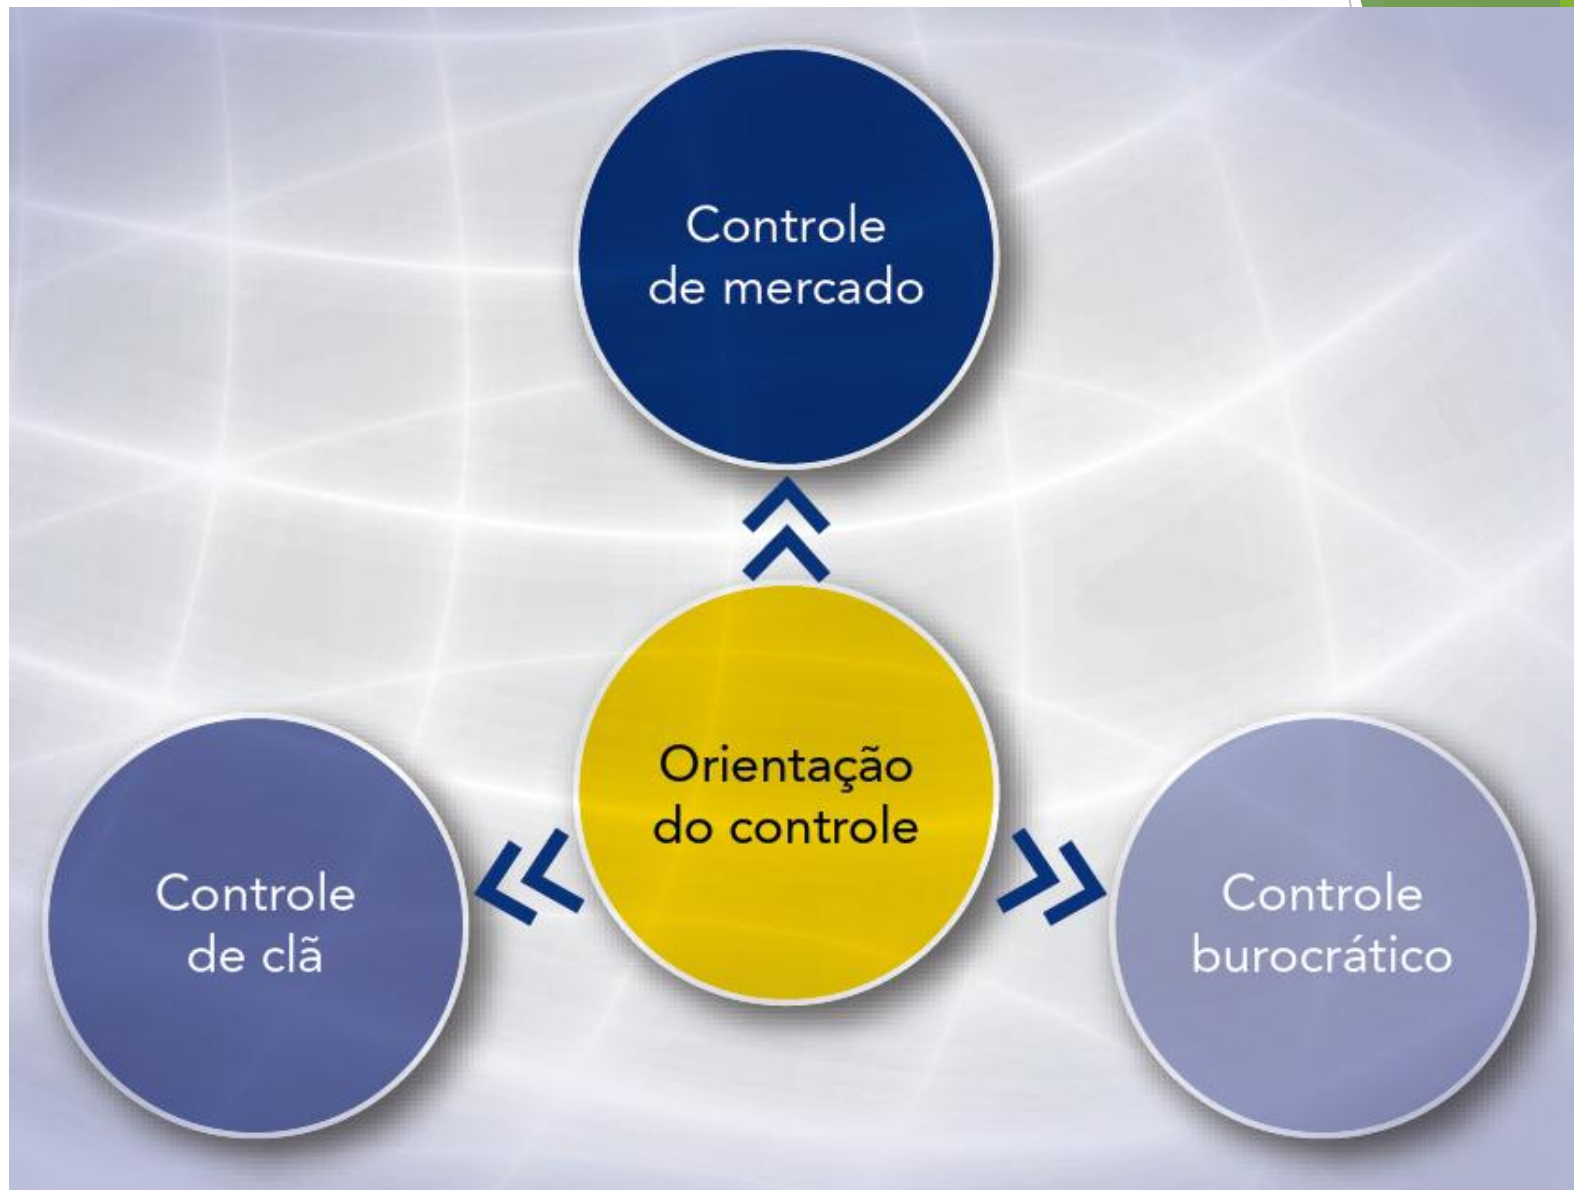 Controle
de mercado
Orientação
do controle
Controle
de clã
Controle
burocrático